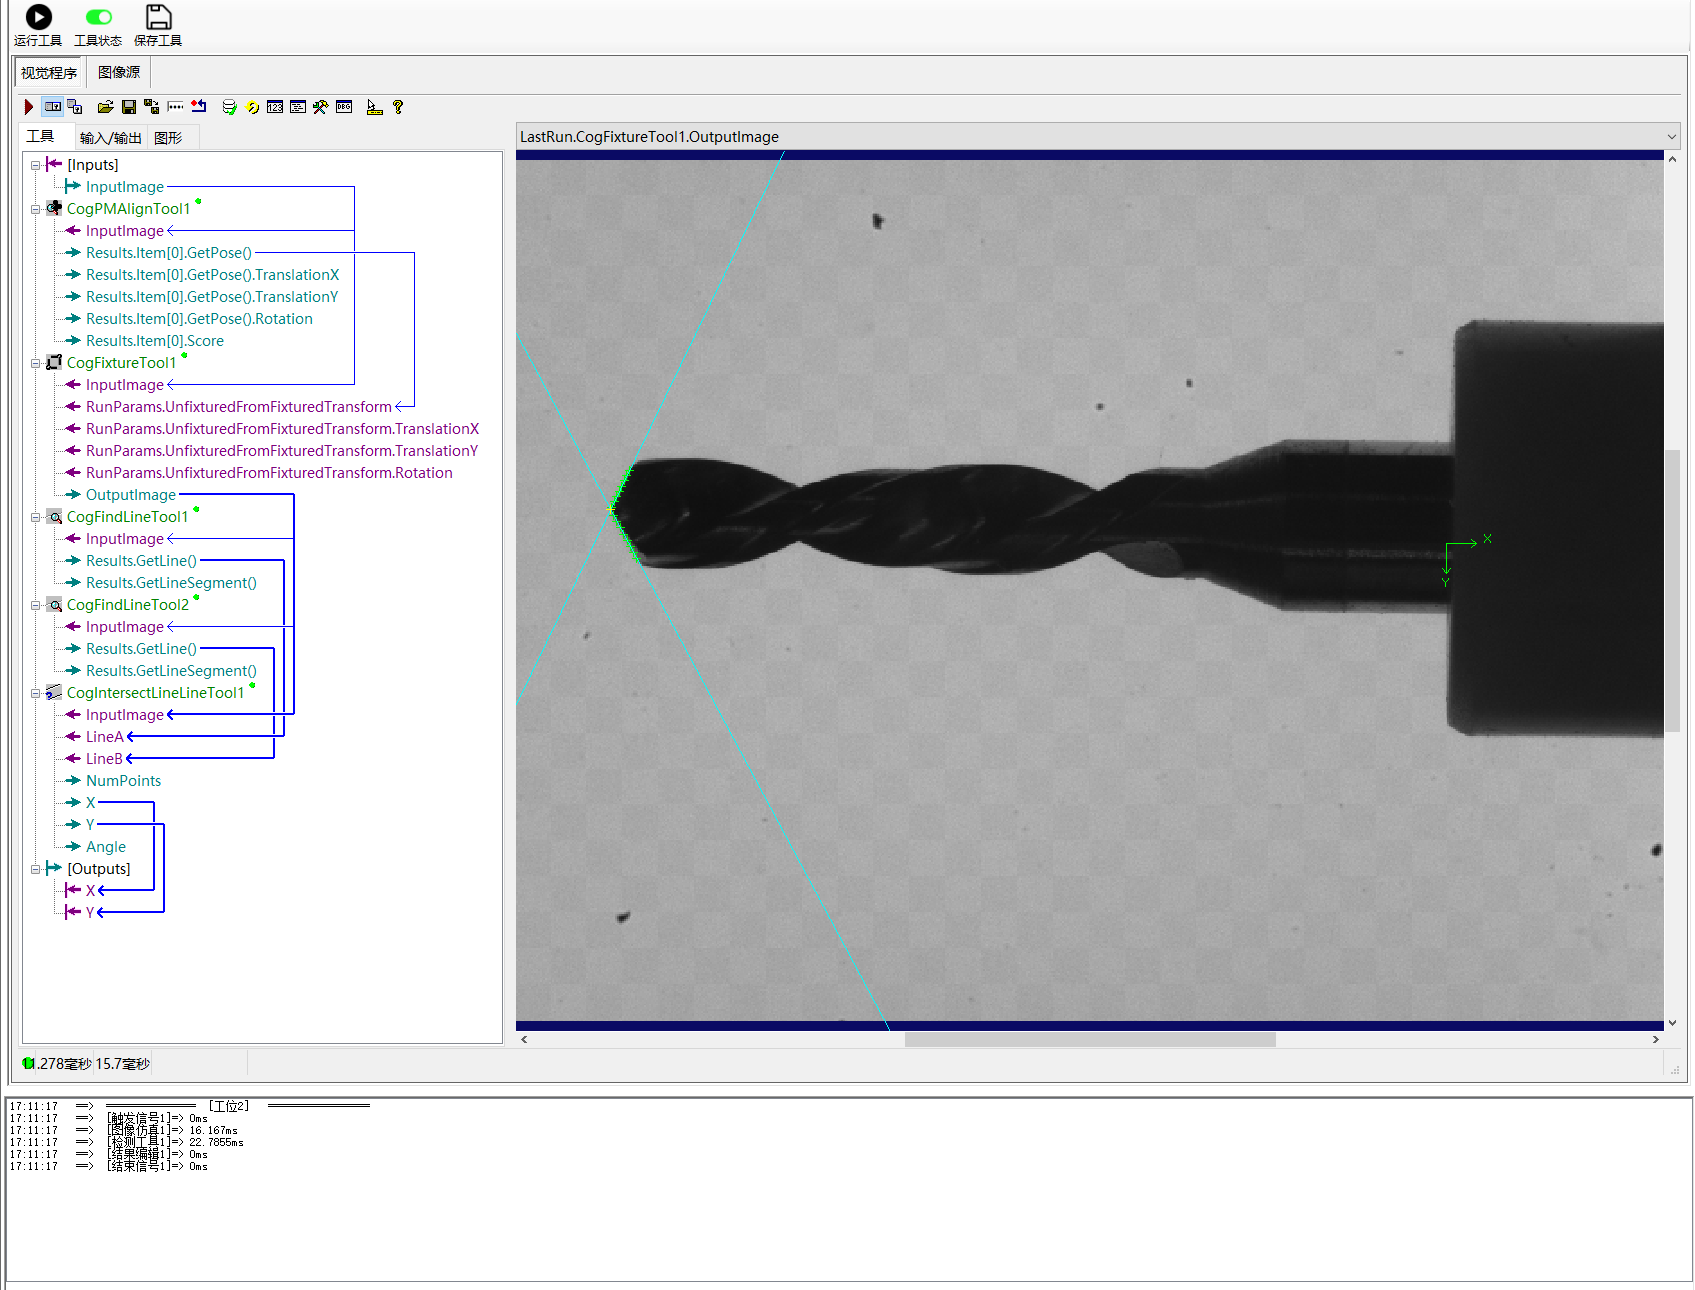 运行工具 工具状态 保存工具
视觉程序 图像源
工具 输入/输出 图形
LastRun.CogFixtureTool1.OutputImage
[Inputs]
InputImage
CogPMAlignTool1
InputImage
Results.Item[0].GetPose()
Results.Item[0].GetPose().TranslationX
Results.Item[0].GetPose().TranslationY
Results.Item[0].GetPose().Rotation
Results.Item[0].Score
CogFixtureTool1
InputImage
RunParams.UnfixturedFromFixturedTransform
RunParams.UnfixturedFromFixturedTransform.TranslationX
RunParams.UnfixturedFromFixturedTransform.TranslationY
RunParams.UnfixturedFromFixturedTransform.Rotation
OutputImage
CogFindLineTool1
InputImage
Results.GetLine()
Results.GetLineSegment()
CogFindLineTool2
InputImage
Results.GetLine()
Results.GetLineSegment()
CogIntersectLineLineTool1
InputImage
LineA
LineB
NumPoints
X
Y
Angle
[Outputs]
X
Y
X
Y
11.278毫秒 15.7毫秒
17:11:17 ==> =============== [工位2] =================
17:11:17 ==> [触发信号1]=> 0ms
17:11:17 ==> [图像仿真1]=> 16.167ms
17:11:17 ==> [检测工具1]=> 22.7855ms
17:11:17 ==> [结果编辑1]=> 0ms
17:11:17 ==> [结束信号1]=> 0ms